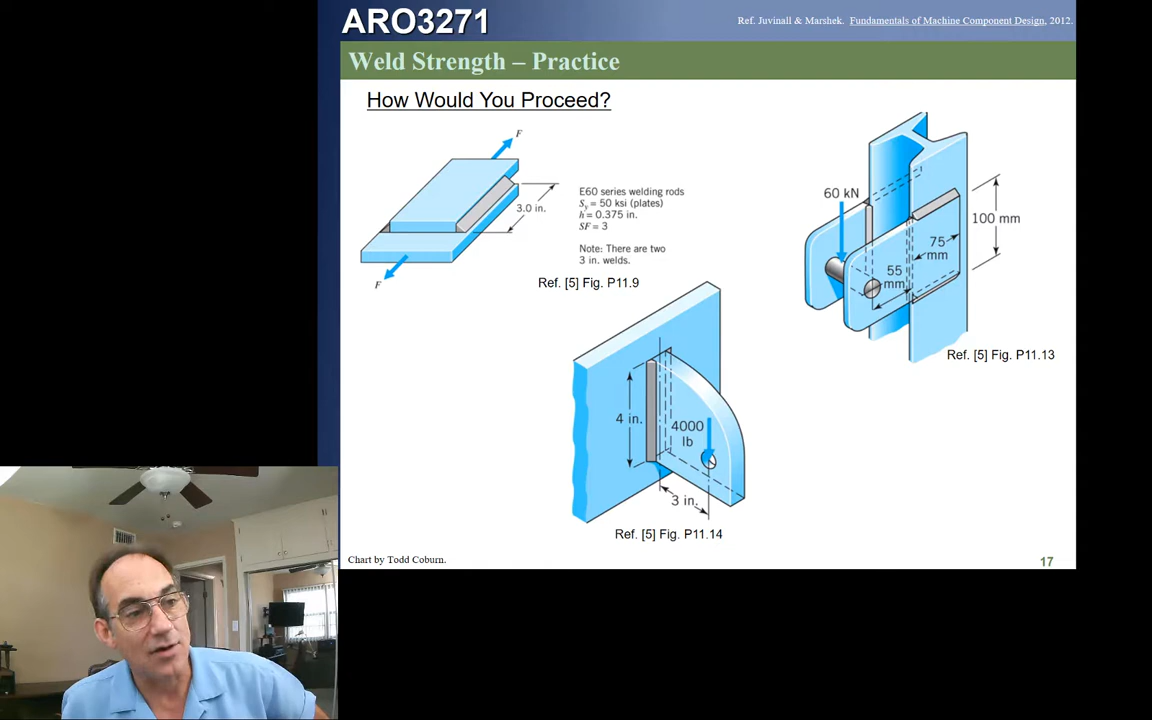 ARO3271
Ref. Juvinall & Marshek. Fundamentals of Machine Component Design, 2012.
Weld Strength – Practice
How Would You Proceed?
F
3.0 in.
F
E60 series welding rods
Sy = 50 ksi (plates)
h = 0.375 in.
SF = 3
Note: There are two
3 in. welds.
Ref. [5] Fig. P11.9
60 kN
100 mm
75
mm
55
mm
Ref. [5] Fig. P11.13
4 in.
4000
lb
3 in.
Ref. [5] Fig. P11.14
Chart by Todd Coburn.
17